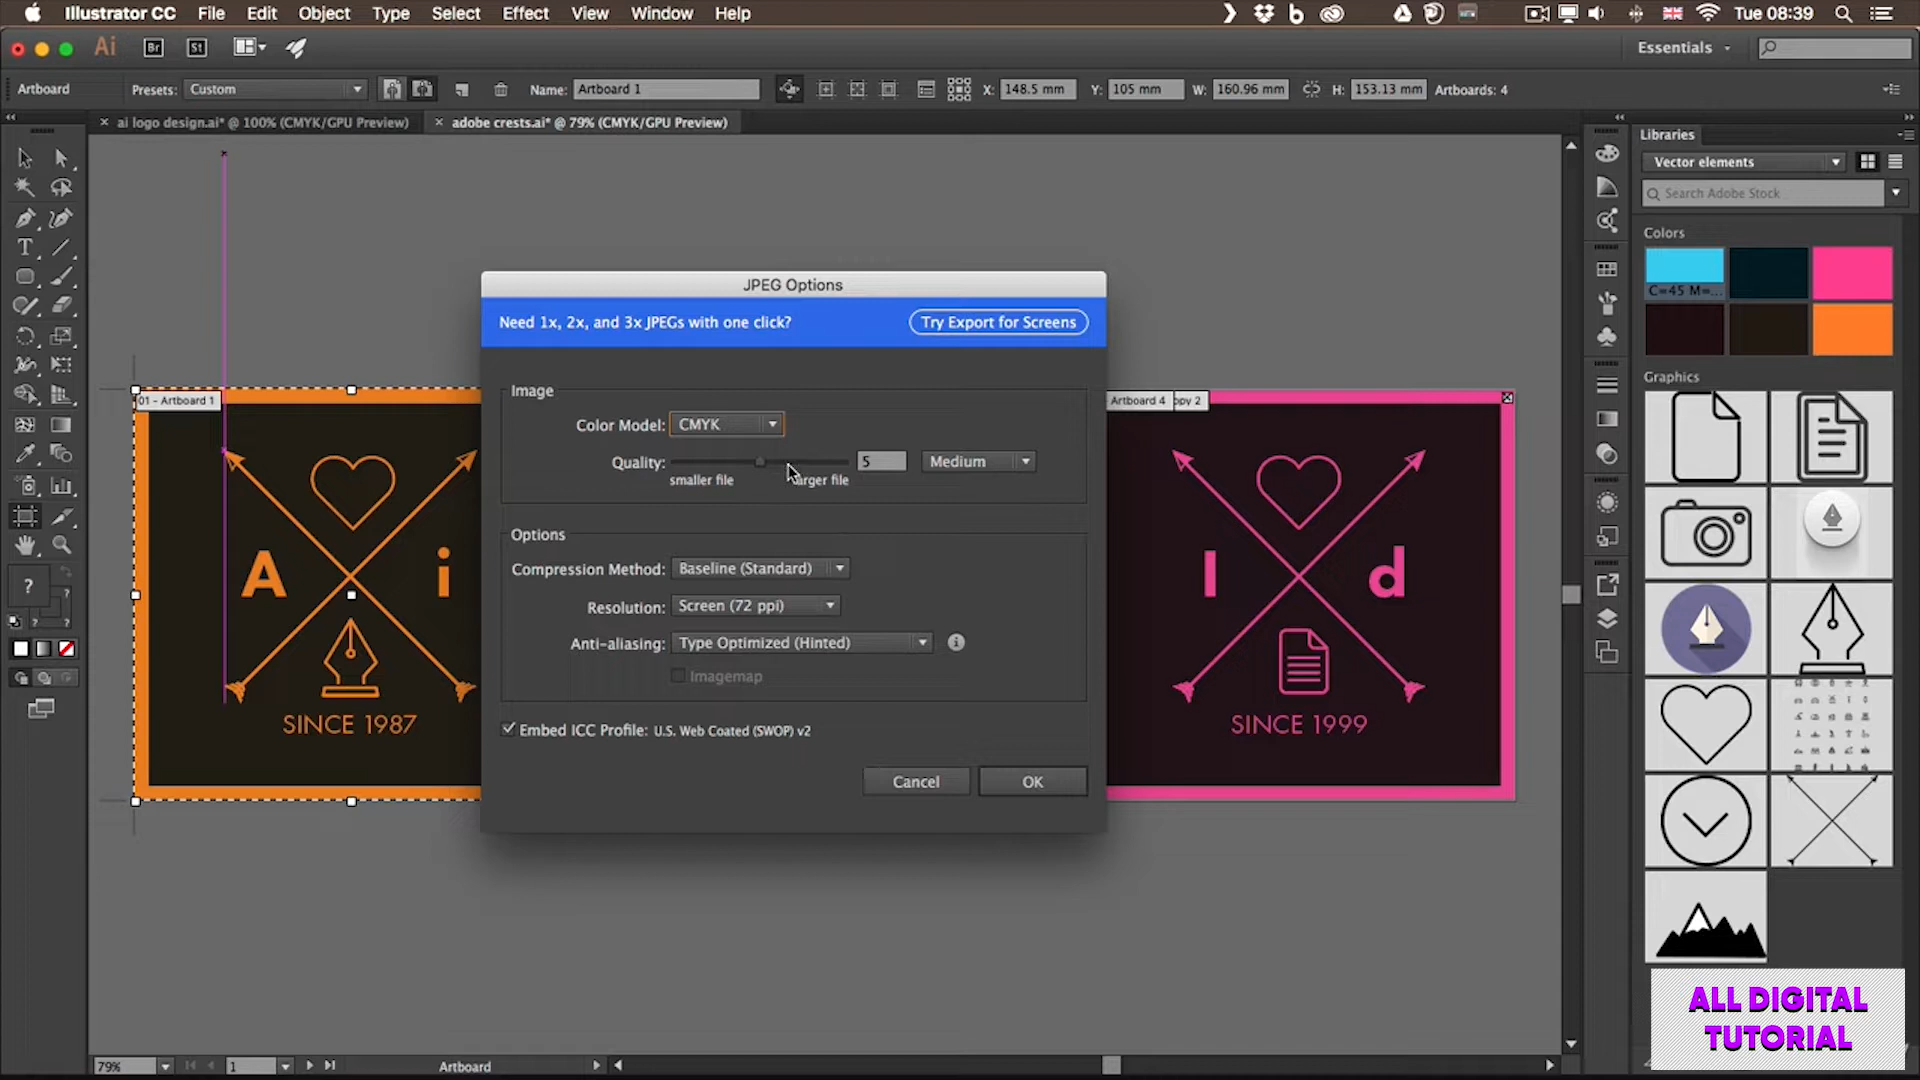 Illustrator CC File Edit Object Type Select Effect View Window Help Tue 08:39
Ai Br St Essentials
Artboard Presets: Custom Name: Artboard 1 X: 148.5 mm Y: 105 mm W: 160.96 mm H: 153.13 mm Artboards: 4
ai logo design.ai* @ 100% (CMYK/GPU Preview) adobe crests.ai* @ 79% (CMYK/GPU Preview)
Libraries
Vector elements
Search Adobe Stock
Colors
C=45 M=...
Graphics
JPEG Options
Need 1x, 2x, and 3x JPEGs with one click? Try Export for Screens
Image
Color Model: CMYK
Quality: 5 Medium
smaller file larger file
Options
Compression Method: Baseline (Standard)
Resolution: Screen (72 ppi)
Anti-aliasing: Type Optimized (Hinted)
Imagemap
Embed ICC Profile: U.S. Web Coated (SWOP) v2
Cancel OK
01 - Artboard 1
A i
SINCE 1987
Artboard 4 opy 2
I d
SINCE 1999
79% 1 Artboard
ALL DIGITAL
TUTORIAL